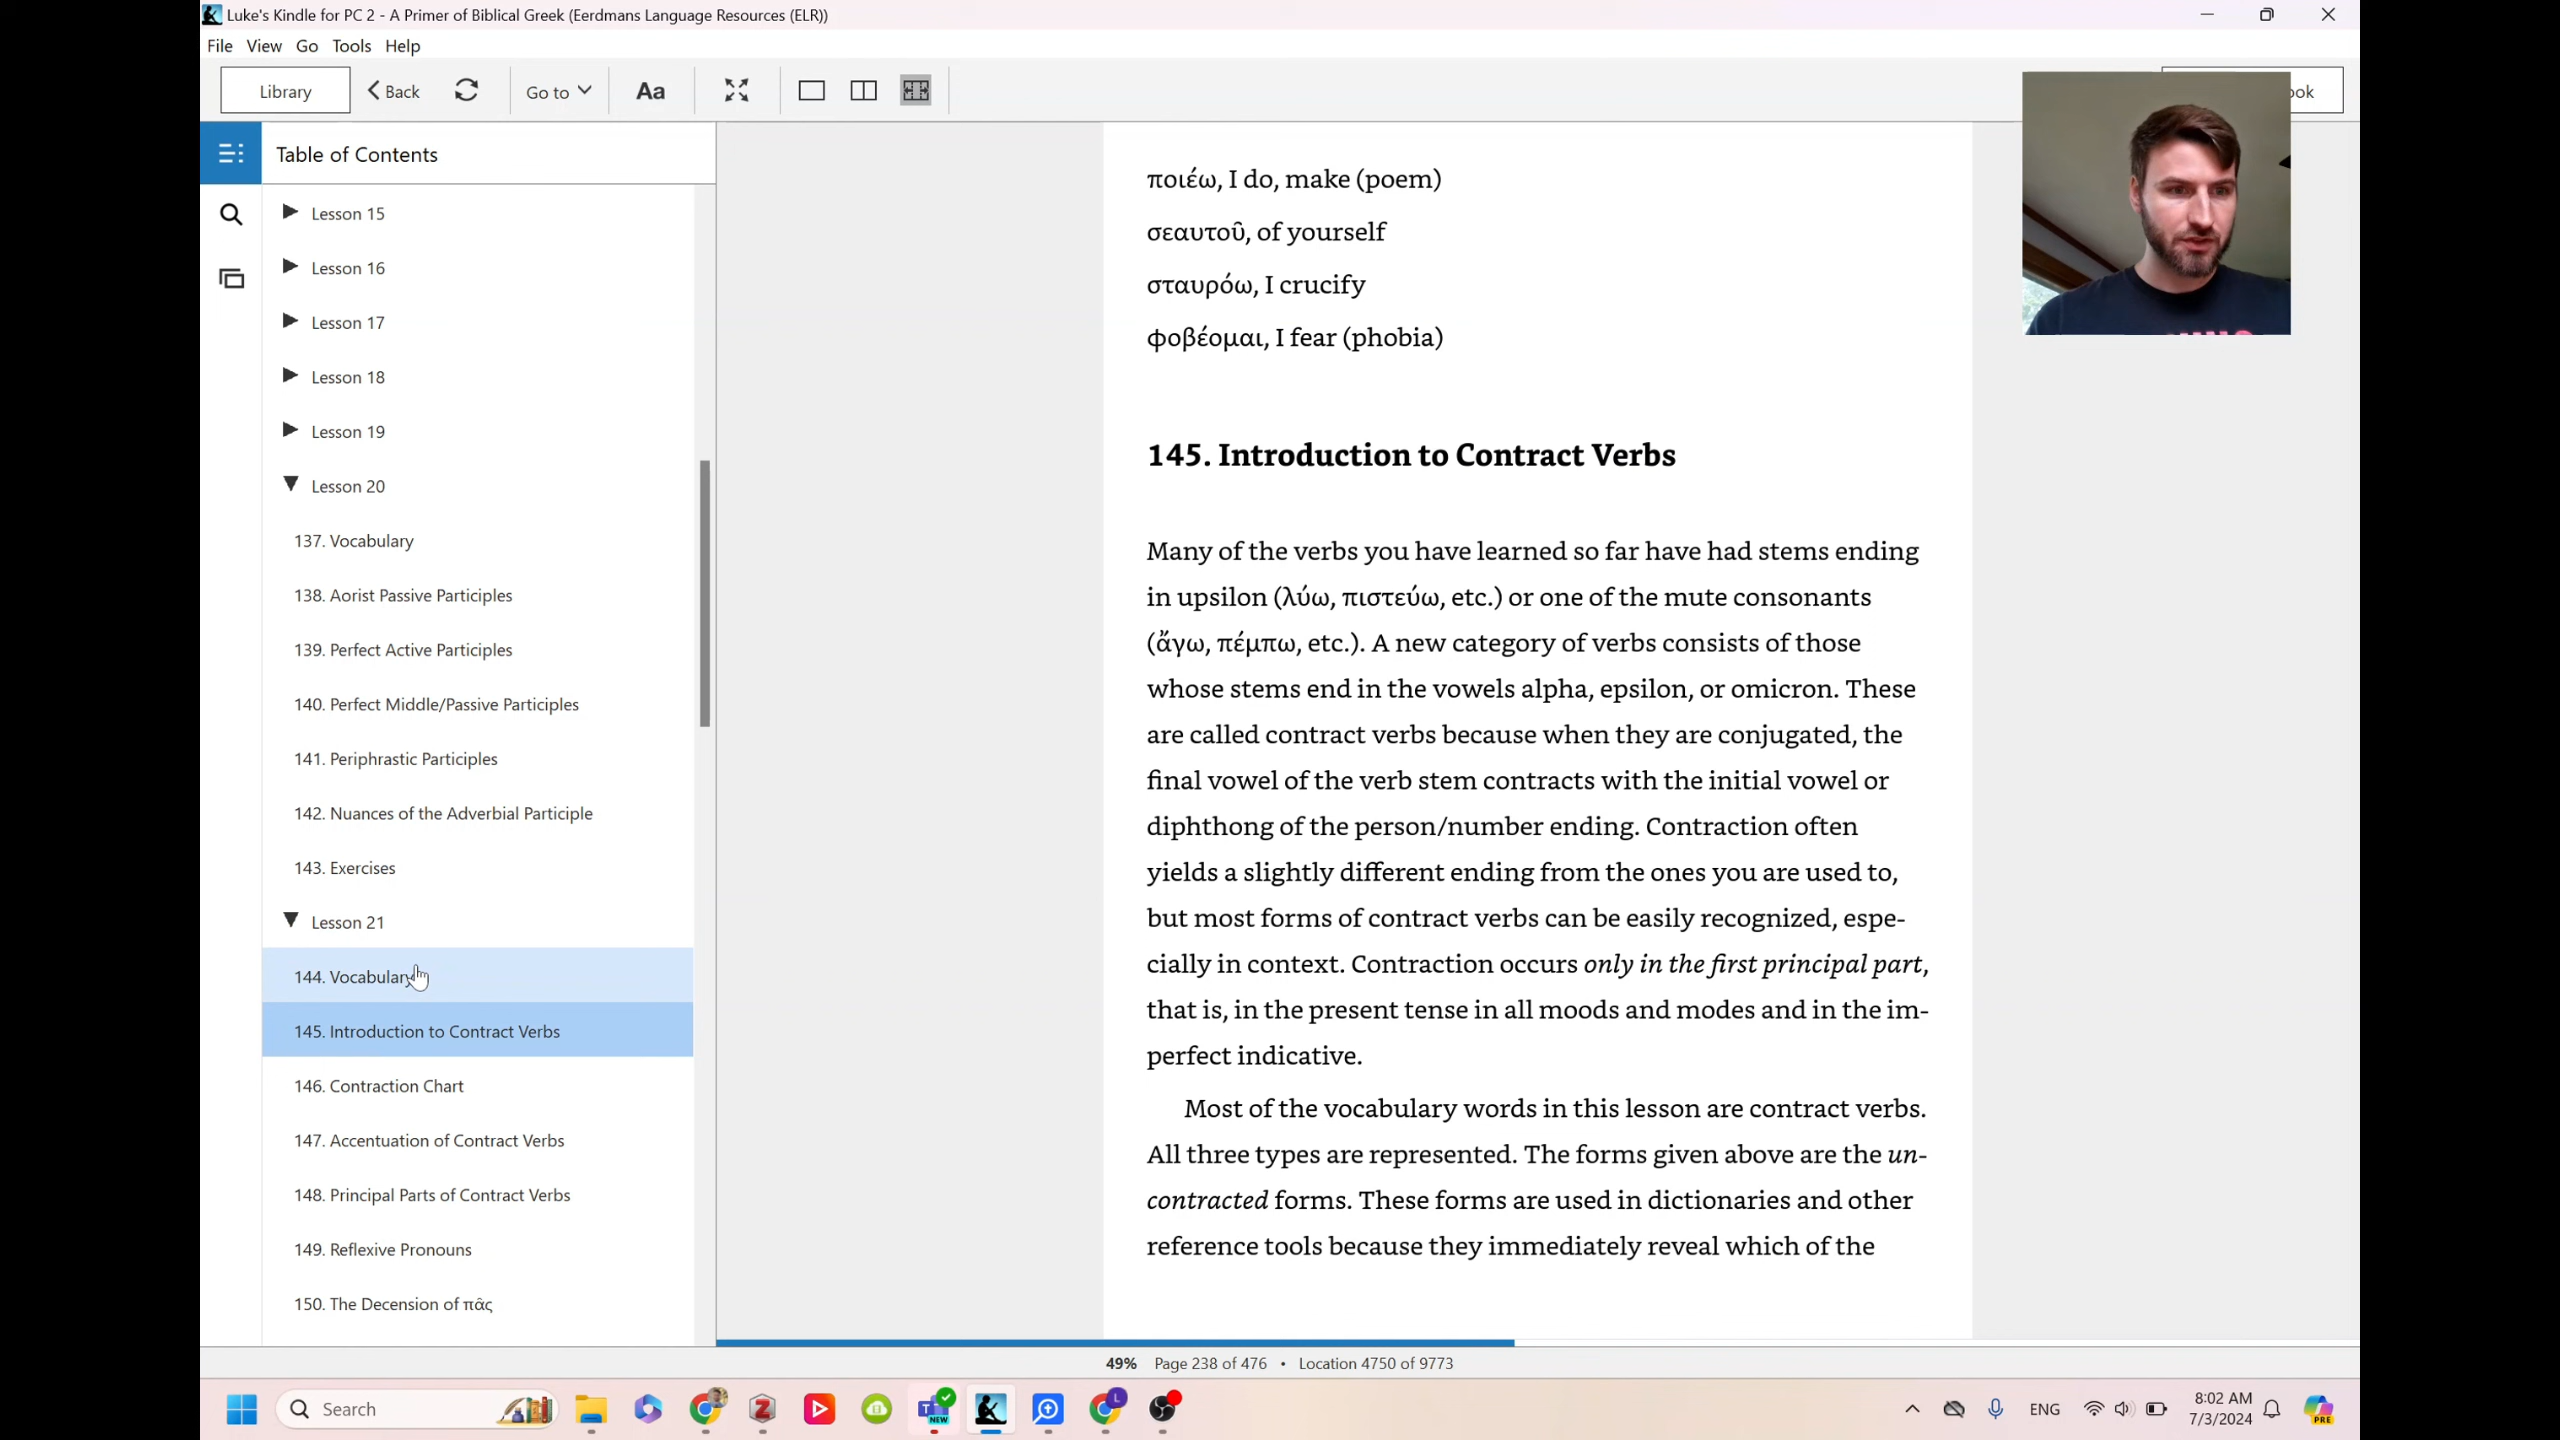 Luke's Kindle for PC 2 - A Primer of Biblical Greek (Eerdmans Language Resources (ELR))
File View Go Tools Help
Library Back Go to Aa
Table of Contents
Lesson 15
Lesson 16
Lesson 17
Lesson 18
Lesson 19
Lesson 20
137. Vocabulary
138. Aorist Passive Participles
139. Perfect Active Participles
140. Perfect Middle/Passive Participles
141. Periphrastic Participles
142. Nuances of the Adverbial Participle
143. Exercises
Lesson 21
144. Vocabulary
145. Introduction to Contract Verbs
146. Contraction Chart
147. Accentuation of Contract Verbs
148. Principal Parts of Contract Verbs
149. Reflexive Pronouns
150. The Decension of πᾶς
ποιέω, I do, make (poem)
σεαυτοῦ, of yourself
σταυρόω, I crucify
φοβέομαι, I fear (phobia)
145. Introduction to Contract Verbs
Many of the verbs you have learned so far have had stems ending
in upsilon (λύω, πιστεύω, etc.) or one of the mute consonants
(ἄγω, πέμπω, etc.). A new category of verbs consists of those
whose stems end in the vowels alpha, epsilon, or omicron. These
are called contract verbs because when they are conjugated, the
final vowel of the verb stem contracts with the initial vowel or
diphthong of the person/number ending. Contraction often
yields a slightly different ending from the ones you are used to,
but most forms of contract verbs can be easily recognized, espe-
cially in context. Contraction occurs only in the first principal part,
that is, in the present tense in all moods and modes and in the im-
perfect indicative.
Most of the vocabulary words in this lesson are contract verbs.
All three types are represented. The forms given above are the un-
contracted forms. These forms are used in dictionaries and other
reference tools because they immediately reveal which of the
49% Page 238 of 476 • Location 4750 of 9773
Search
NEW
ENG
8:02 AM
7/3/2024
PRE